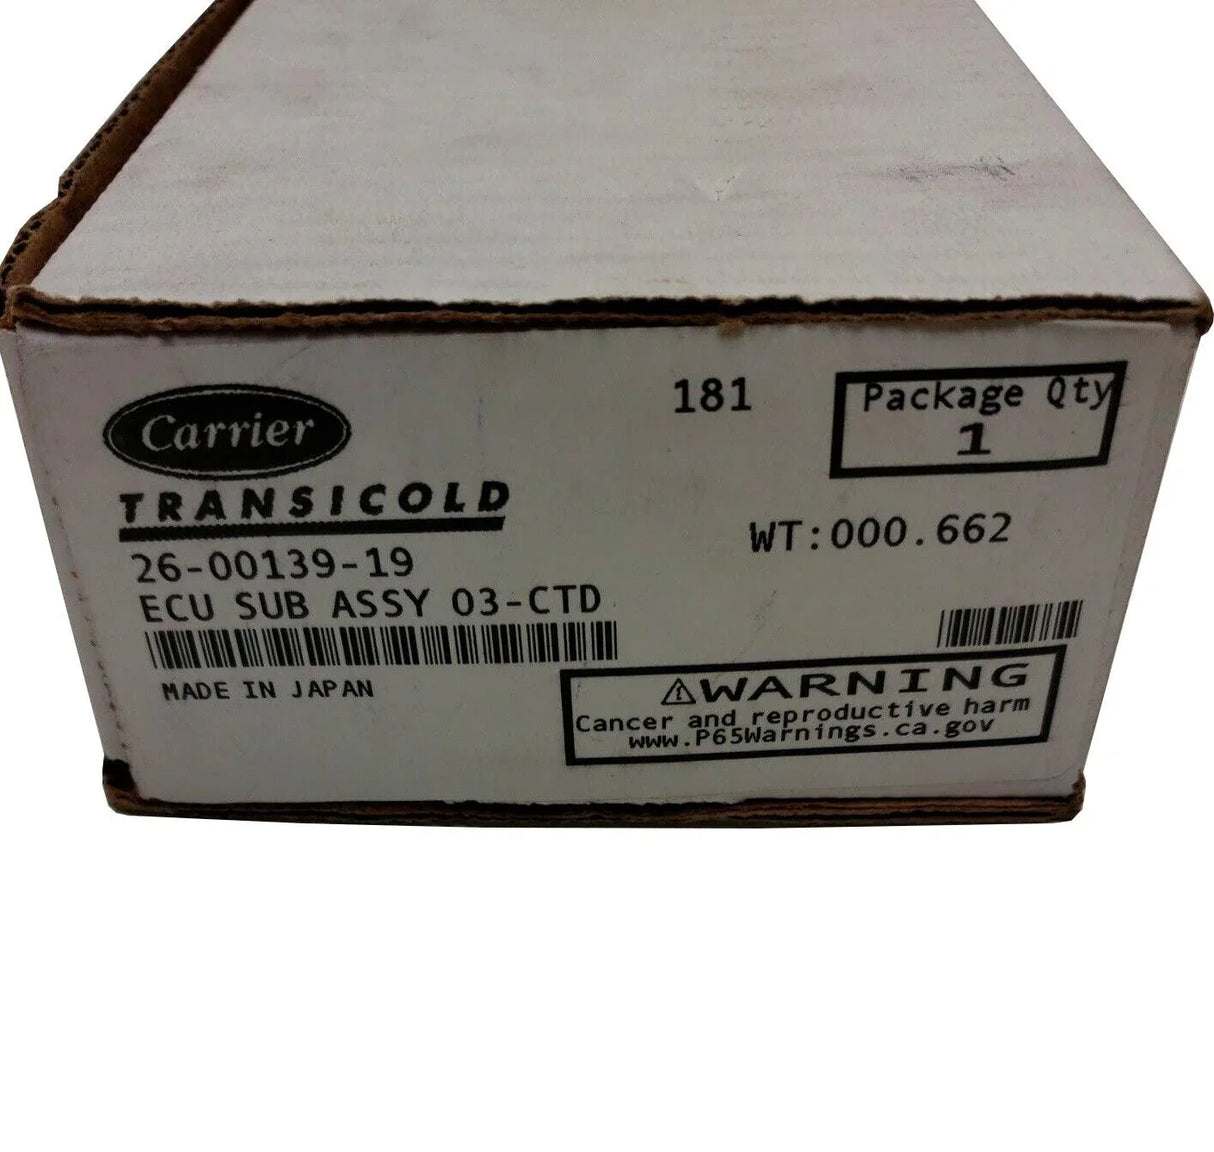 Carrier
TRANSICOLD
181
Package Qty
1
26-00139-19
WT:000.662
ECU SUB ASSY 03-CTD
MADE IN JAPAN
⚠WARNING
Cancer and reproductive harm
www.P65Warnings.ca.gov